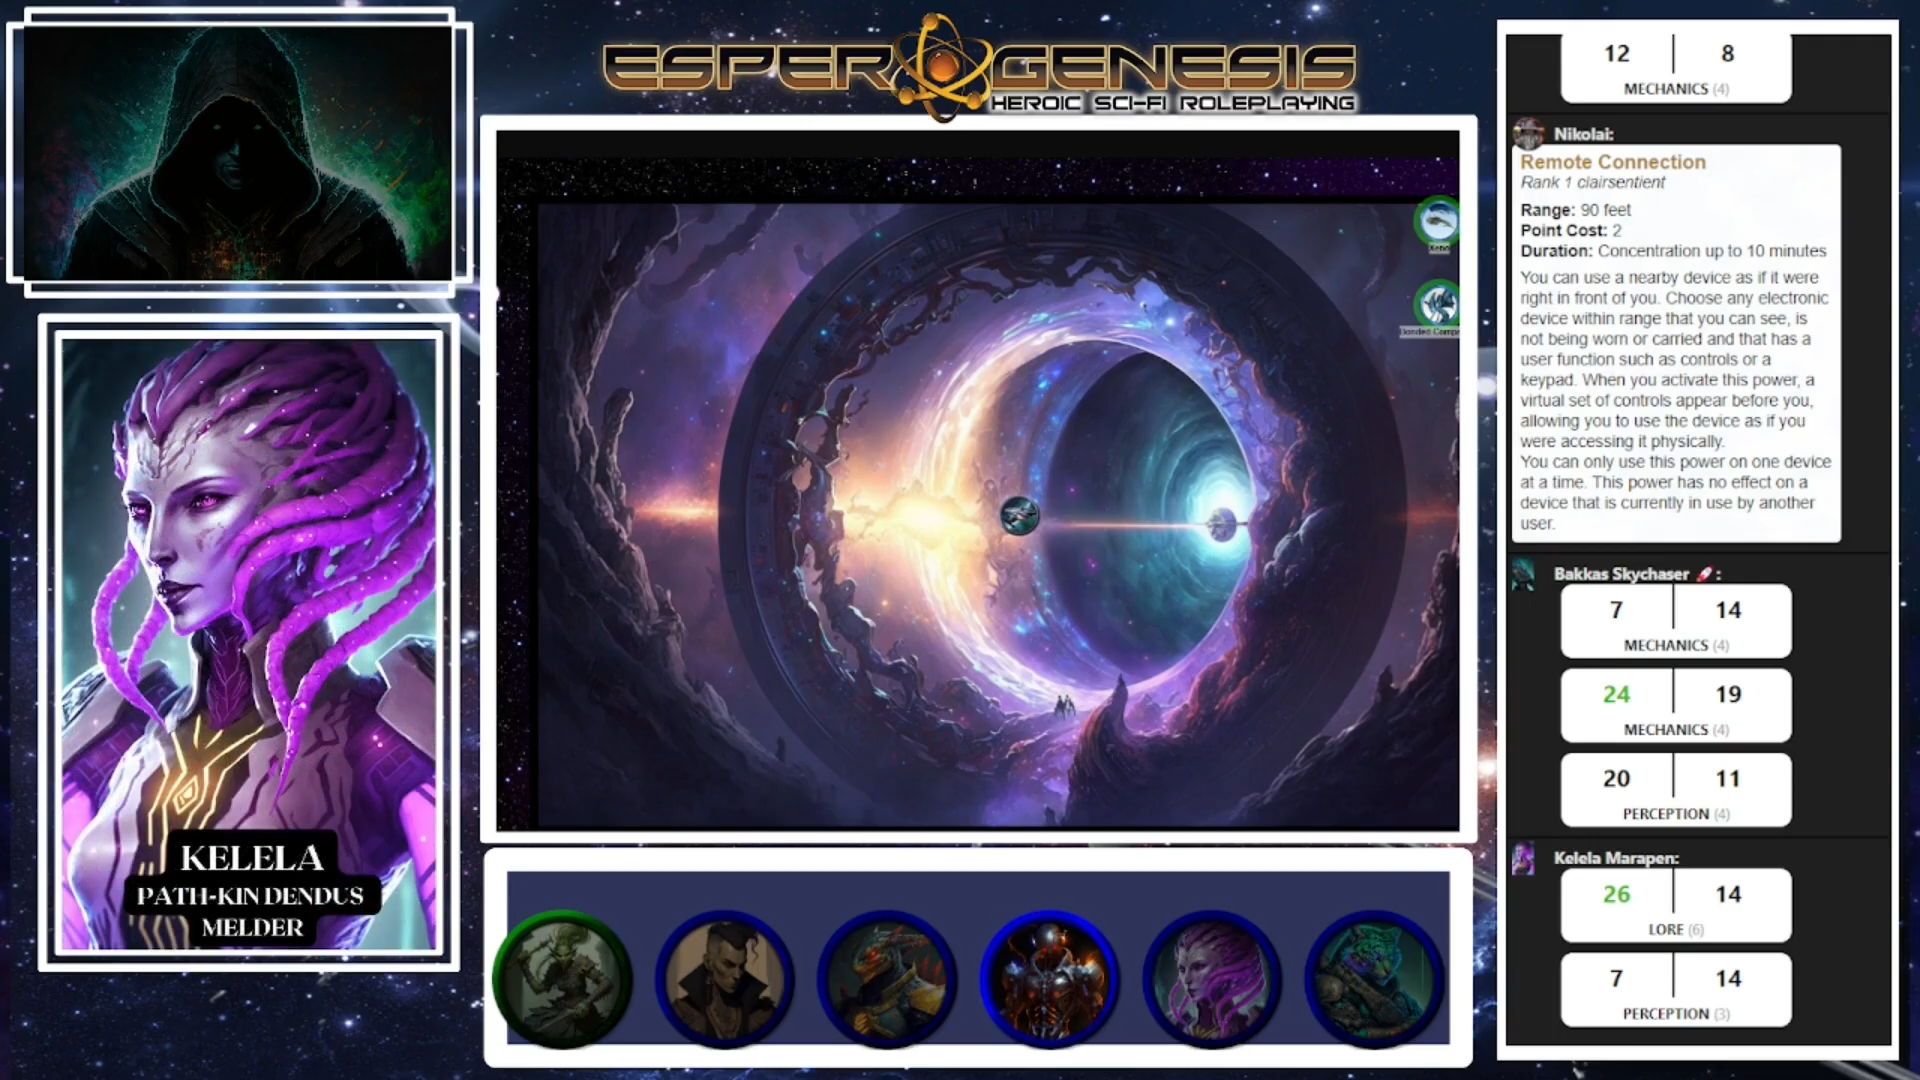 ESPER GENESIS
HEROIC SCI-FI ROLEPLAYING
KELELA
PATH-KIN DENDUS
MELDER
Xeno
12 8
MECHANICS (4)
Nikolai:
Remote Connection
Rank 1 clairsentient
Range: 90 feet
Point Cost: 2
Duration: Concentration up to 10 minutes
You can use a nearby device as if it were
right in front of you. Choose any electronic
device within range that you can see, is
not being worn or carried and that has a
user function such as controls or a
keypad. When you activate this power, a
virtual set of controls appear before you,
allowing you to use the device as if you
were accessing it physically.
You can only use this power on one device
at a time. This power has no effect on a
device that is currently in use by another
user.
Bakkas Skychaser 🚀:
7 14
MECHANICS (4)
24 19
MECHANICS (4)
20 11
PERCEPTION (4)
Kelela Marapen:
26 14
LORE (6)
7 14
PERCEPTION (3)